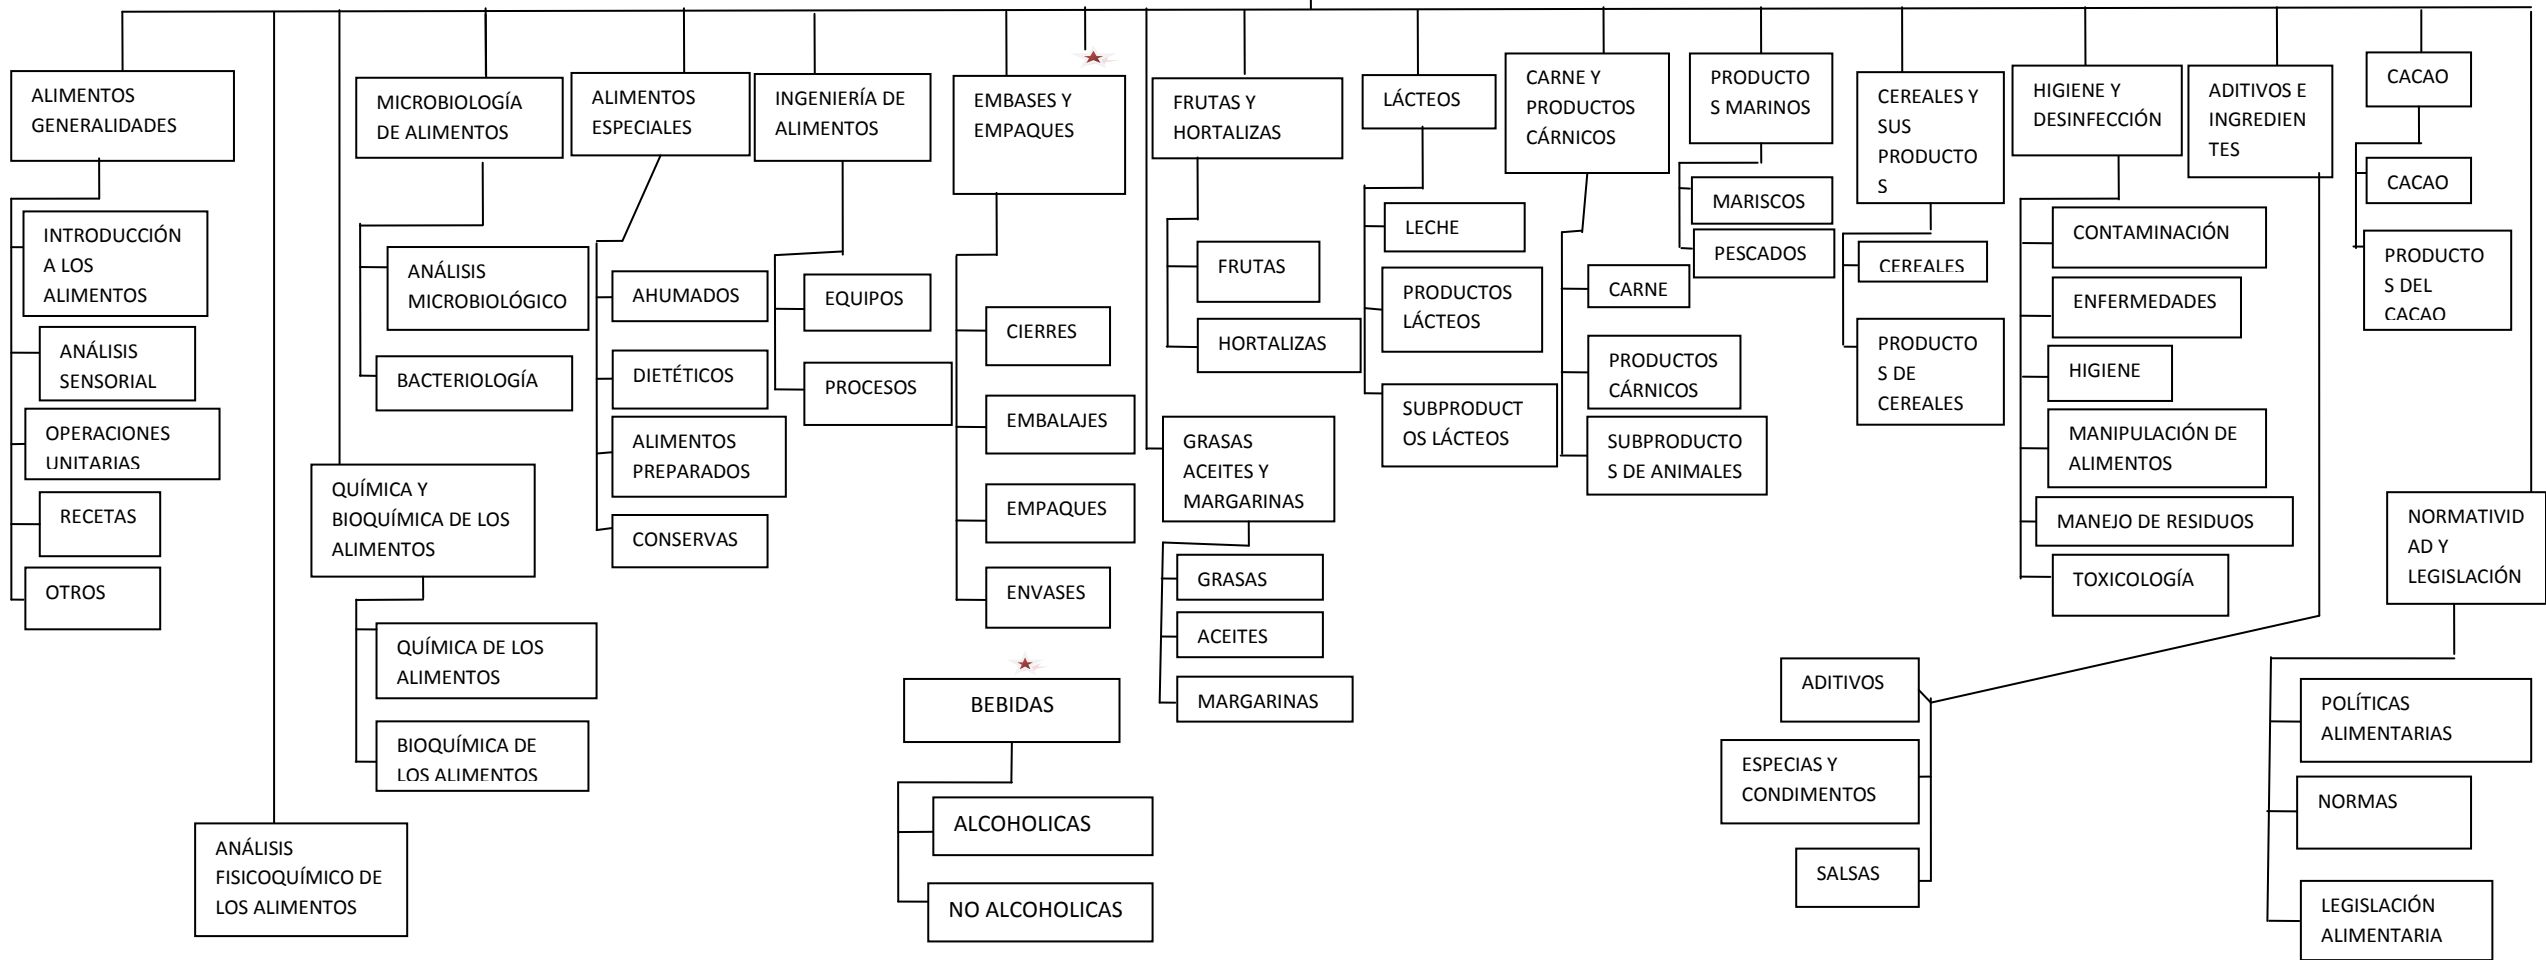 ALIMENTOS
GENERALIDADES
INTRODUCCIÓN
A LOS
ALIMENTOS
ANÁLISIS
SENSORIAL
OPERACIONES
UNITARIAS
RECETAS
OTROS
ANÁLISIS
FISICOQUÍMICO DE
LOS ALIMENTOS
QUÍMICA Y
BIOQUÍMICA DE LOS
ALIMENTOS
QUÍMICA DE LOS
ALIMENTOS
BIOQUÍMICA DE
LOS ALIMENTOS
MICROBIOLOGÍA
DE ALIMENTOS
ANÁLISIS
MICROBIOLÓGICO
BACTERIOLOGÍA
ALIMENTOS
ESPECIALES
AHUMADOS
DIETÉTICOS
ALIMENTOS
PREPARADOS
CONSERVAS
INGENIERÍA DE
ALIMENTOS
EQUIPOS
PROCESOS
EMBASES Y
EMPAQUES
CIERRES
EMBALAJES
EMPAQUES
ENVASES
BEBIDAS
ALCOHOLICAS
NO ALCOHOLICAS
GRASAS
ACEITES Y
MARGARINAS
GRASAS
ACEITES
MARGARINAS
FRUTAS Y
HORTALIZAS
FRUTAS
HORTALIZAS
LÁCTEOS
LECHE
PRODUCTOS
LÁCTEOS
SUBPRODUCT
OS LÁCTEOS
CARNE Y
PRODUCTOS
CÁRNICOS
CARNE
PRODUCTOS
CÁRNICOS
SUBPRODUCTO
S DE ANIMALES
PRODUCTO
S MARINOS
MARISCOS
PESCADOS
CEREALES Y
SUS
PRODUCTO
S
CEREALES
PRODUCTO
S DE
CEREALES
HIGIENE Y
DESINFECCIÓN
CONTAMINACIÓN
ENFERMEDADES
HIGIENE
MANIPULACIÓN DE
ALIMENTOS
MANEJO DE RESIDUOS
TOXICOLOGÍA
ADITIVOS E
INGREDIEN
TES
ADITIVOS
ESPECIAS Y
CONDIMENTOS
SALSAS
CACAO
CACAO
PRODUCTO
S DEL
CACAO
NORMATIVID
AD Y
LEGISLACIÓN
POLÍTICAS
ALIMENTARIAS
NORMAS
LEGISLACIÓN
ALIMENTARIA